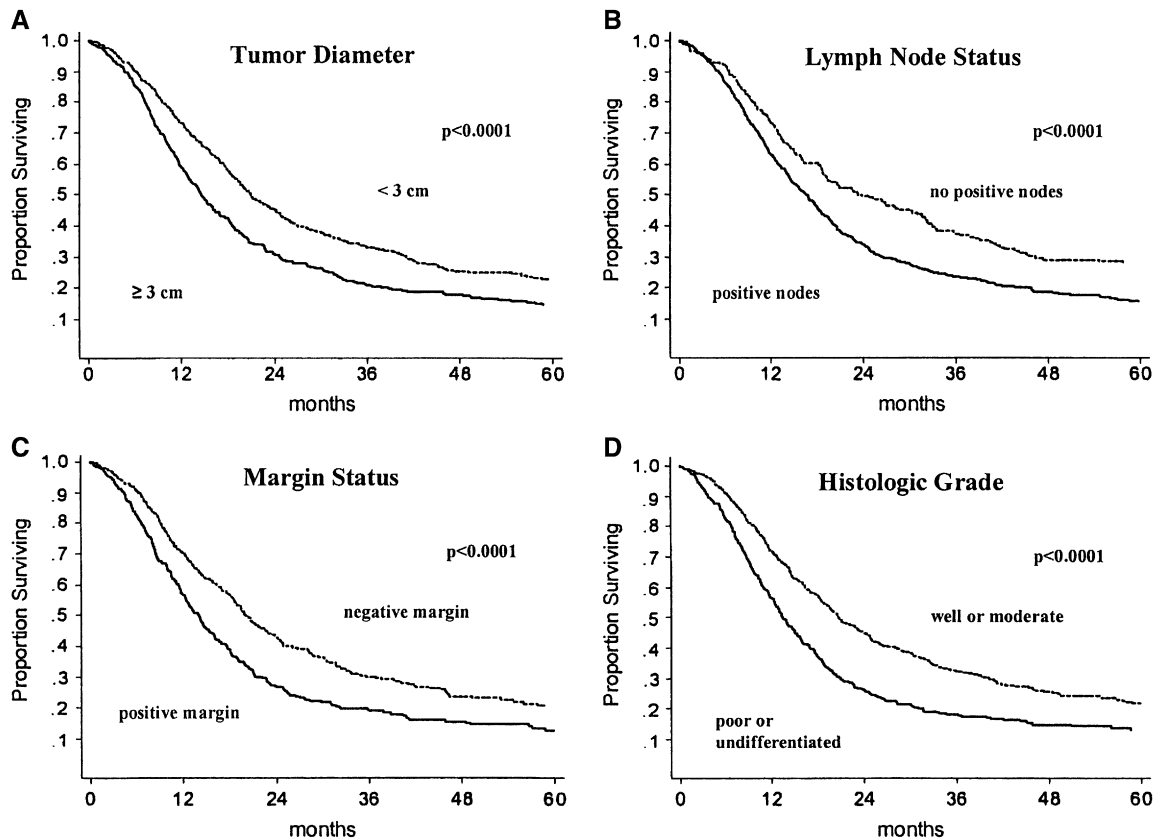 A
Tumor Diameter
Proportion Surviving
1.0
.9
.8
.7
.6
.5
.4
.3
.2
.1
p<0.0001
< 3 cm
≥ 3 cm
0 12 24 36 48 60
months
B
Lymph Node Status
Proportion Surviving
1.0
.9
.8
.7
.6
.5
.4
.3
.2
.1
p<0.0001
no positive nodes
positive nodes
0 12 24 36 48 60
months
C
Margin Status
Proportion Surviving
1.0
.9
.8
.7
.6
.5
.4
.3
.2
.1
p<0.0001
negative margin
positive margin
0 12 24 36 48 60
months
D
Histologic Grade
Proportion Surviving
1.0
.9
.8
.7
.6
.5
.4
.3
.2
.1
p<0.0001
well or moderate
poor or
undifferentiated
0 12 24 36 48 60
months